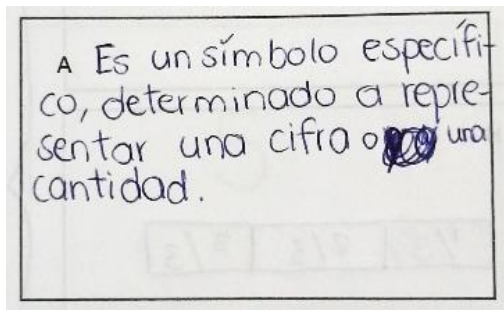 A Es un símbolo específi-
co, determinado a repre-
sentar una cifra o una
cantidad.